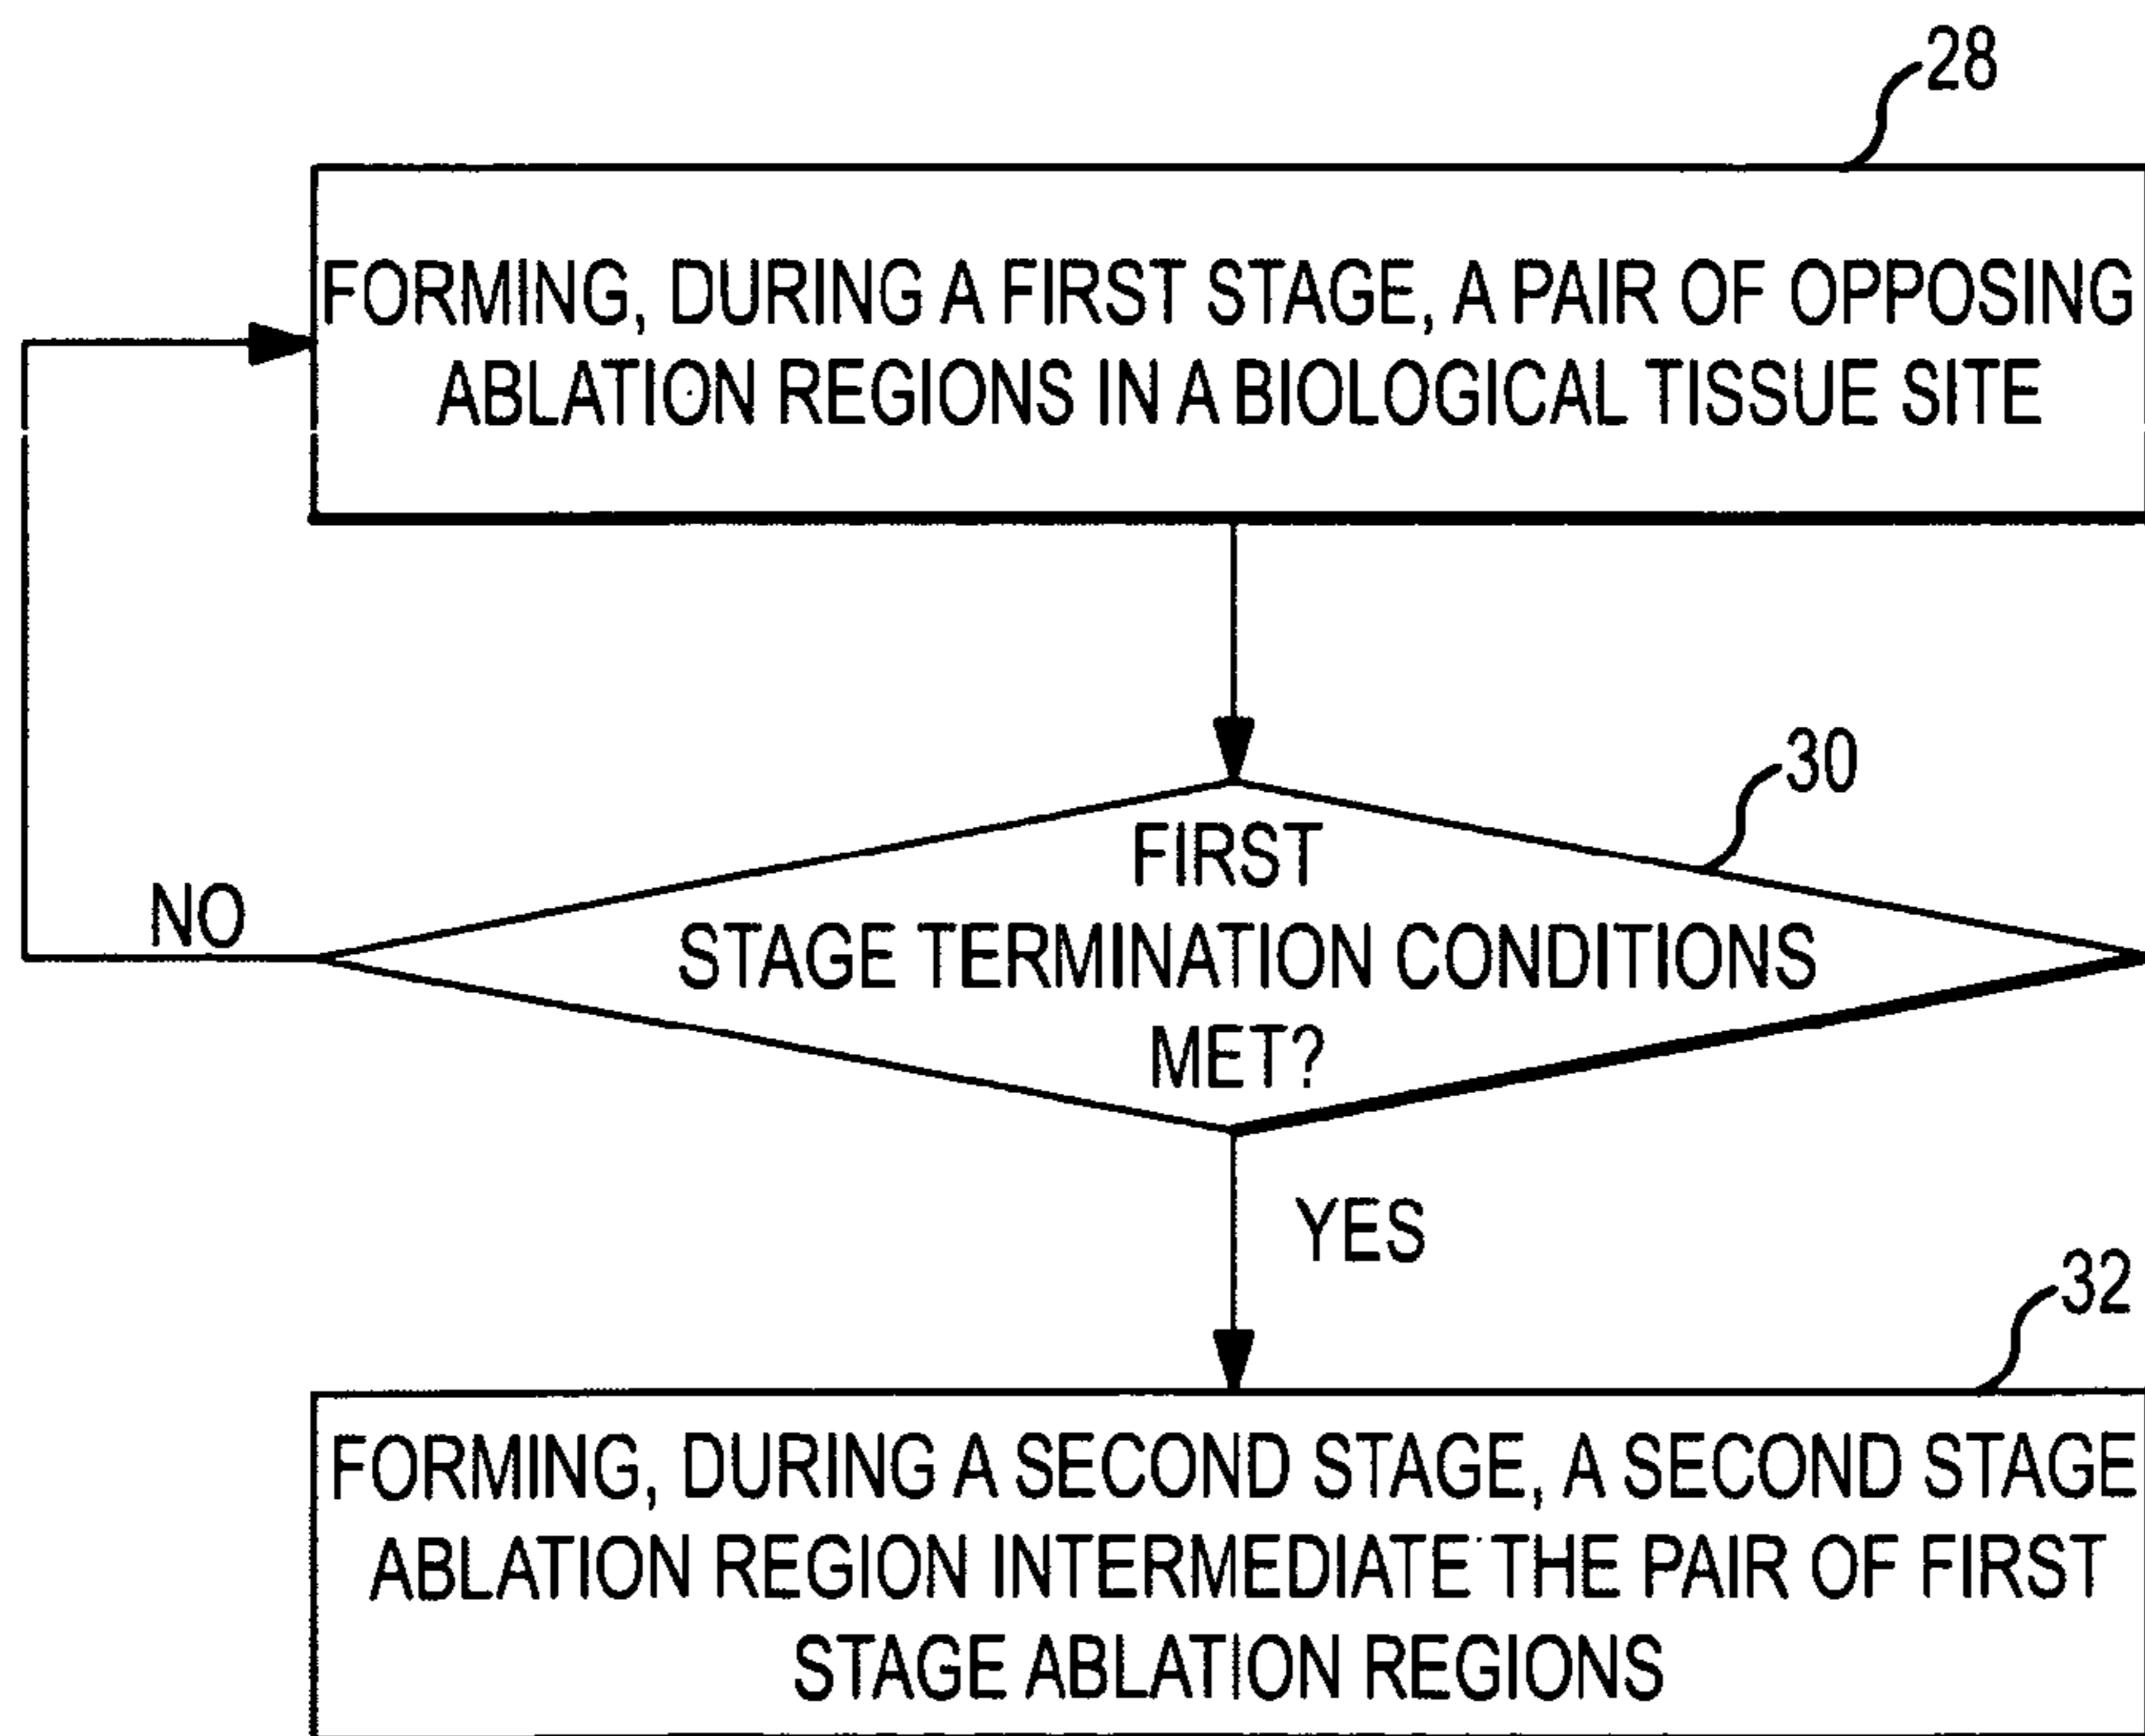 28
FORMING, DURING A FIRST STAGE, A PAIR OF OPPOSING
ABLATION REGIONS IN A BIOLOGICAL TISSUE SITE
30
FIRST
STAGE TERMINATION CONDITIONS
MET?
NO
YES
32
FORMING, DURING A SECOND STAGE, A SECOND STAGE
ABLATION REGION INTERMEDIATE THE PAIR OF FIRST
STAGE ABLATION REGIONS